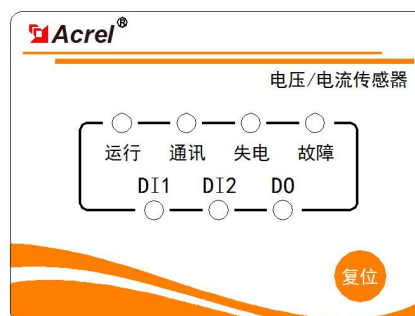 Acrel®
电压/电流传感器
运行 通讯 失电 故障
DI1 DI2 DO
复位